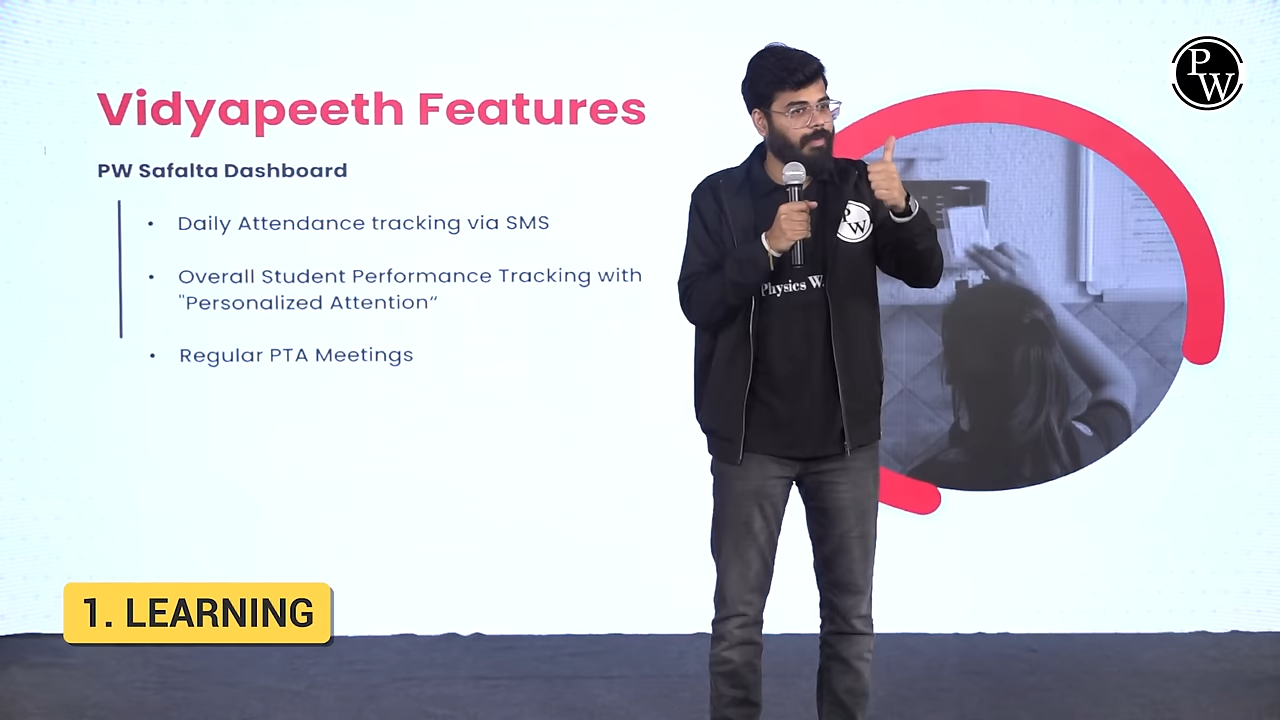 Vidyapeeth Features
PW Safalta Dashboard
• Daily Attendance tracking via SMS
• Overall Student Performance Tracking with
"Personalized Attention“
• Regular PTA Meetings
PW
PW
Physics W
1. LEARNING